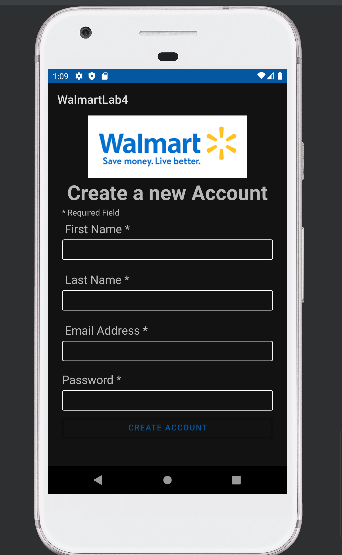 1:09
WalmartLab4
Walmart
Save money. Live better.
Create a new Account
* Required Field
First Name *
Last Name *
Email Address *
Password *
CREATE ACCOUNT